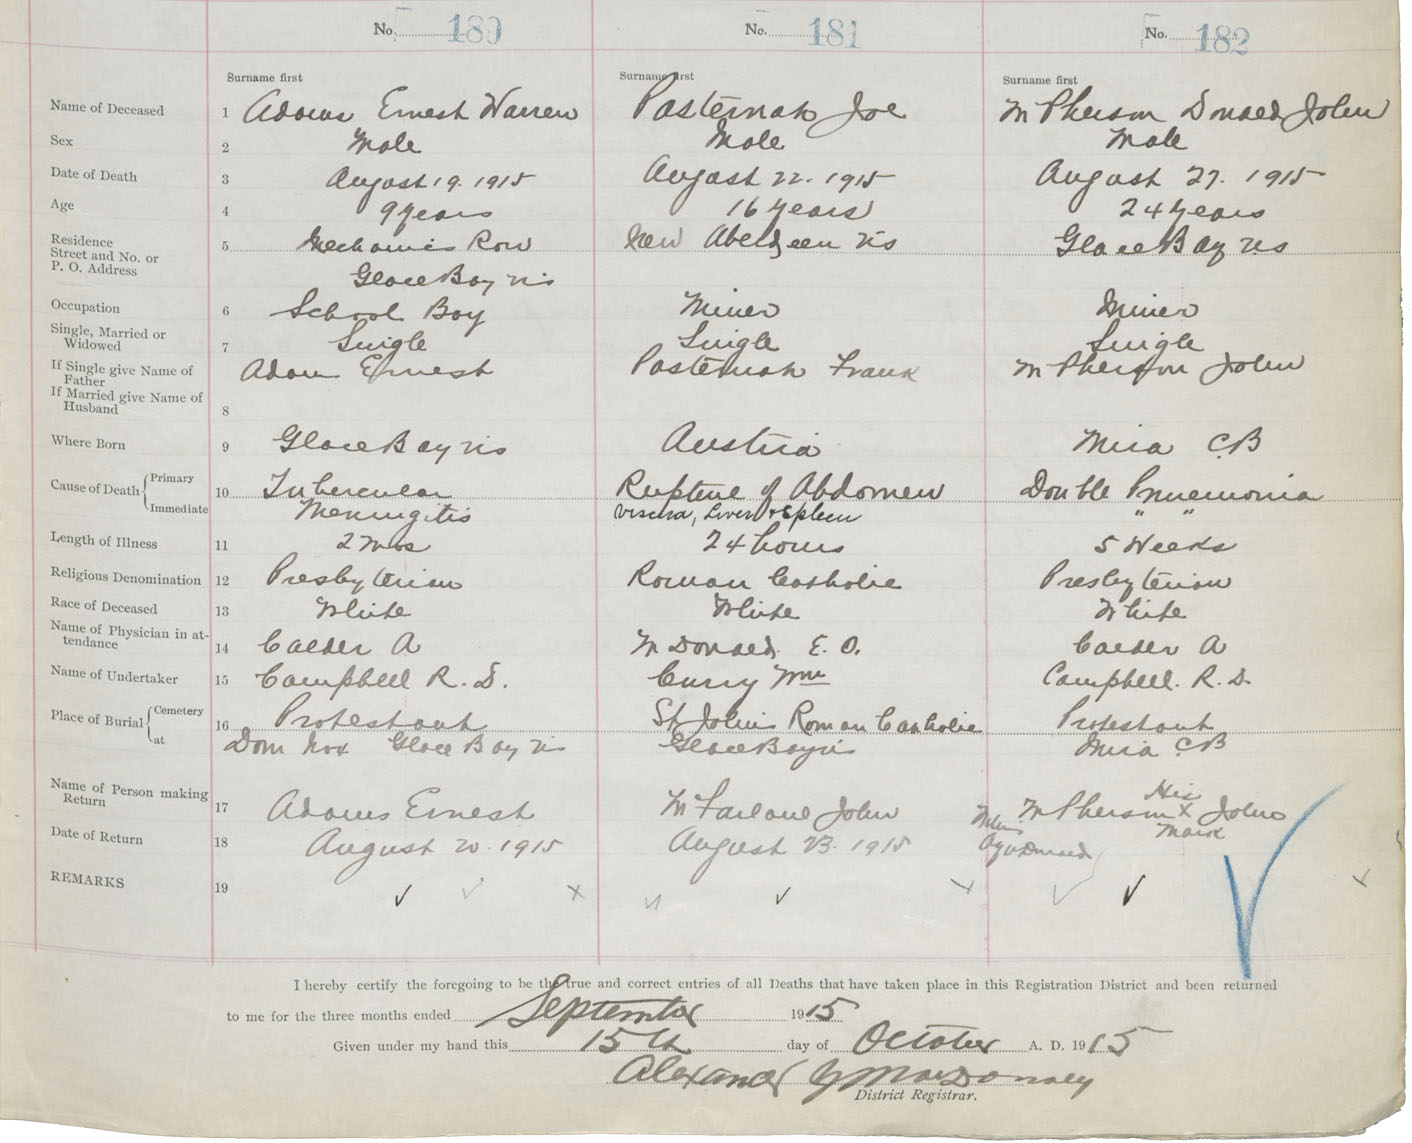 No. 180 No. 181 No. 182
Surname first Surname first Surname first
Name of Deceased 1 Adams Ernest Warren Pasternak Joe McPherson Donald John
Sex 2 Male Male Male
Date of Death 3 August 19. 1915 August 22. 1915 August 27. 1915
Age 4 9 years 16 years 24 years
Residence Street and No. or P. O. Address 5 Mechanics Row New Aberdeen NS Glace Bay NS
Glace Bay NS
Occupation 6 School Boy Miner Miner
Single, Married or Widowed 7 Single Single Single
If Single give Name of Father Adams Ernest Pasternak Frank McPherson John
If Married give Name of Husband 8
Where Born 9 Glace Bay NS Austria Mira C.B
Cause of Death Primary 10 Tubercular Rupture of Abdomen Double Pnuemonia
Immediate Meningitis Viscera, Liver + Spleen " "
Length of Illness 11 2 mos 24 hours 5 Weeks
Religious Denomination 12 Presbyterian Roman Catholic Presbyterian
Race of Deceased 13 White White White
Name of Physician in attendance 14 Calder A McDonald E. O. Calder A
Name of Undertaker 15 Campbell R. D. Curry Wm Campbell. R. D.
Place of Burial Cemetery 16 Protestant St John's Roman Catholic Protestant
at Dom No x Glace Bay NS Glace Bay NS Mira CB
Name of Person making Return 17 Adams Ernest McFarlane John McPherson His x Mark John
Date of Return 18 August 20. 1915 August 23. 1915
REMARKS 19
I hereby certify the foregoing to be the true and correct entries of all Deaths that have taken place in this Registration District and been returned
to me for the three months ended September 1915
Given under my hand this 15th day of October A. D. 1915
Alexander
District Registrar.